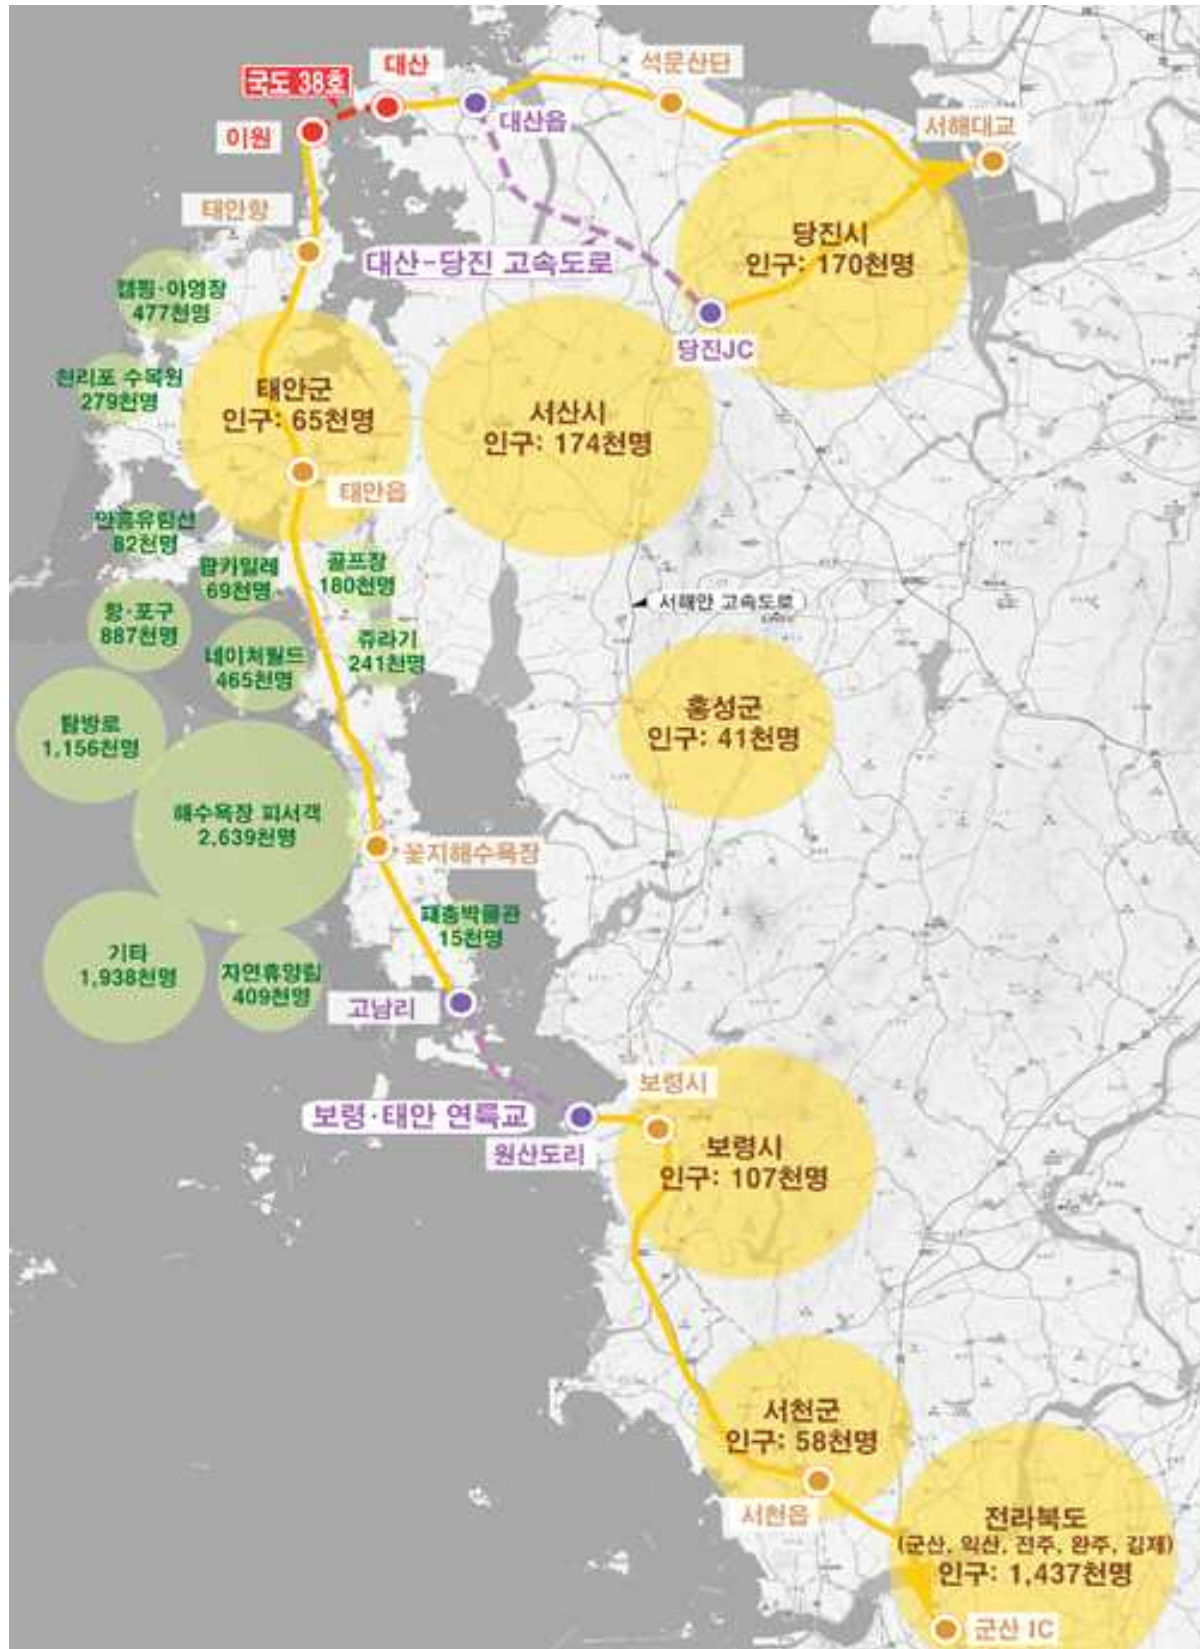 대산
석문산단
국도 38호
대산읍
서해대교
이원
태안항
당진시
인구: 170천명
대산-당진 고속도로
캠핑·야영장
477천명
당진JC
천리포 수목원
279천명
태안군
인구: 65천명
서산시
인구: 174천명
태안읍
안흥유람선
82천명
팜카밀레
69천명
골프장
180천명
서해안 고속도로
항·포구
887천명
네이처월드
465천명
쥬라기
241천명
홍성군
인구: 41천명
탐방로
1,156천명
해수욕장 피서객
2,639천명
꽃지해수욕장
패총박물관
15천명
기타
1,938천명
자연휴양림
409천명
고남리
보령시
보령·태안 연륙교
원산도리
보령시
인구: 107천명
서천군
인구: 58천명
서천읍
전라북도
(군산, 익산, 전주, 완주, 김제)
인구: 1,437천명
군산 IC